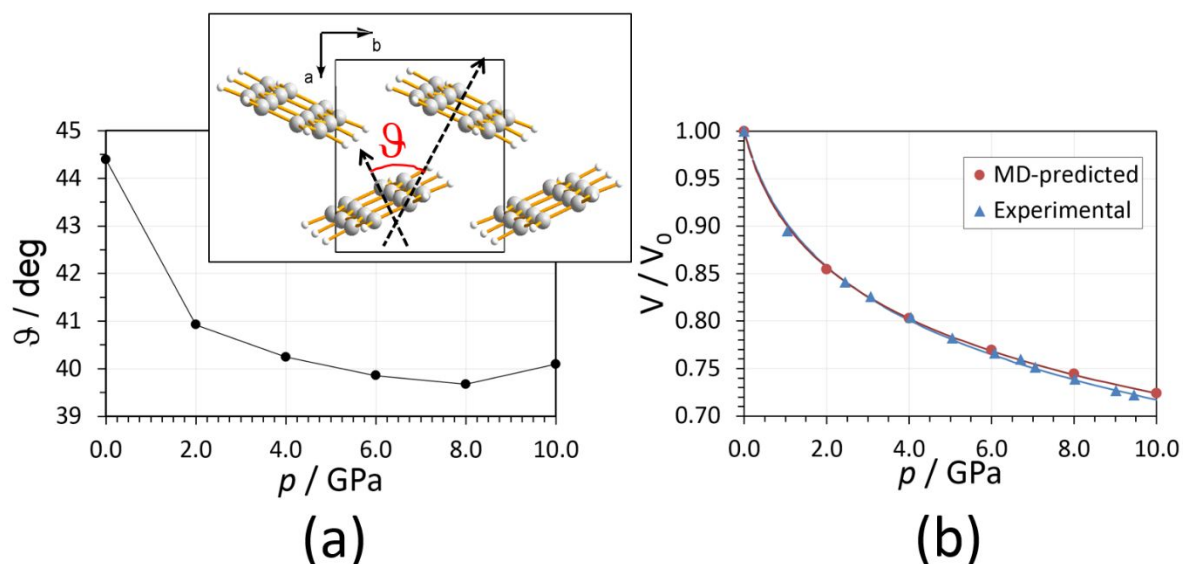 a
b
ϑ
45
44
43
42
41
40
39
ϑ / deg
0.0 2.0 4.0 6.0 8.0 10.0
p / GPa
(a)
1.00
0.95
0.90
0.85
0.80
0.75
0.70
V / V₀
MD-predicted
Experimental
0.0 2.0 4.0 6.0 8.0 10.0
p / GPa
(b)